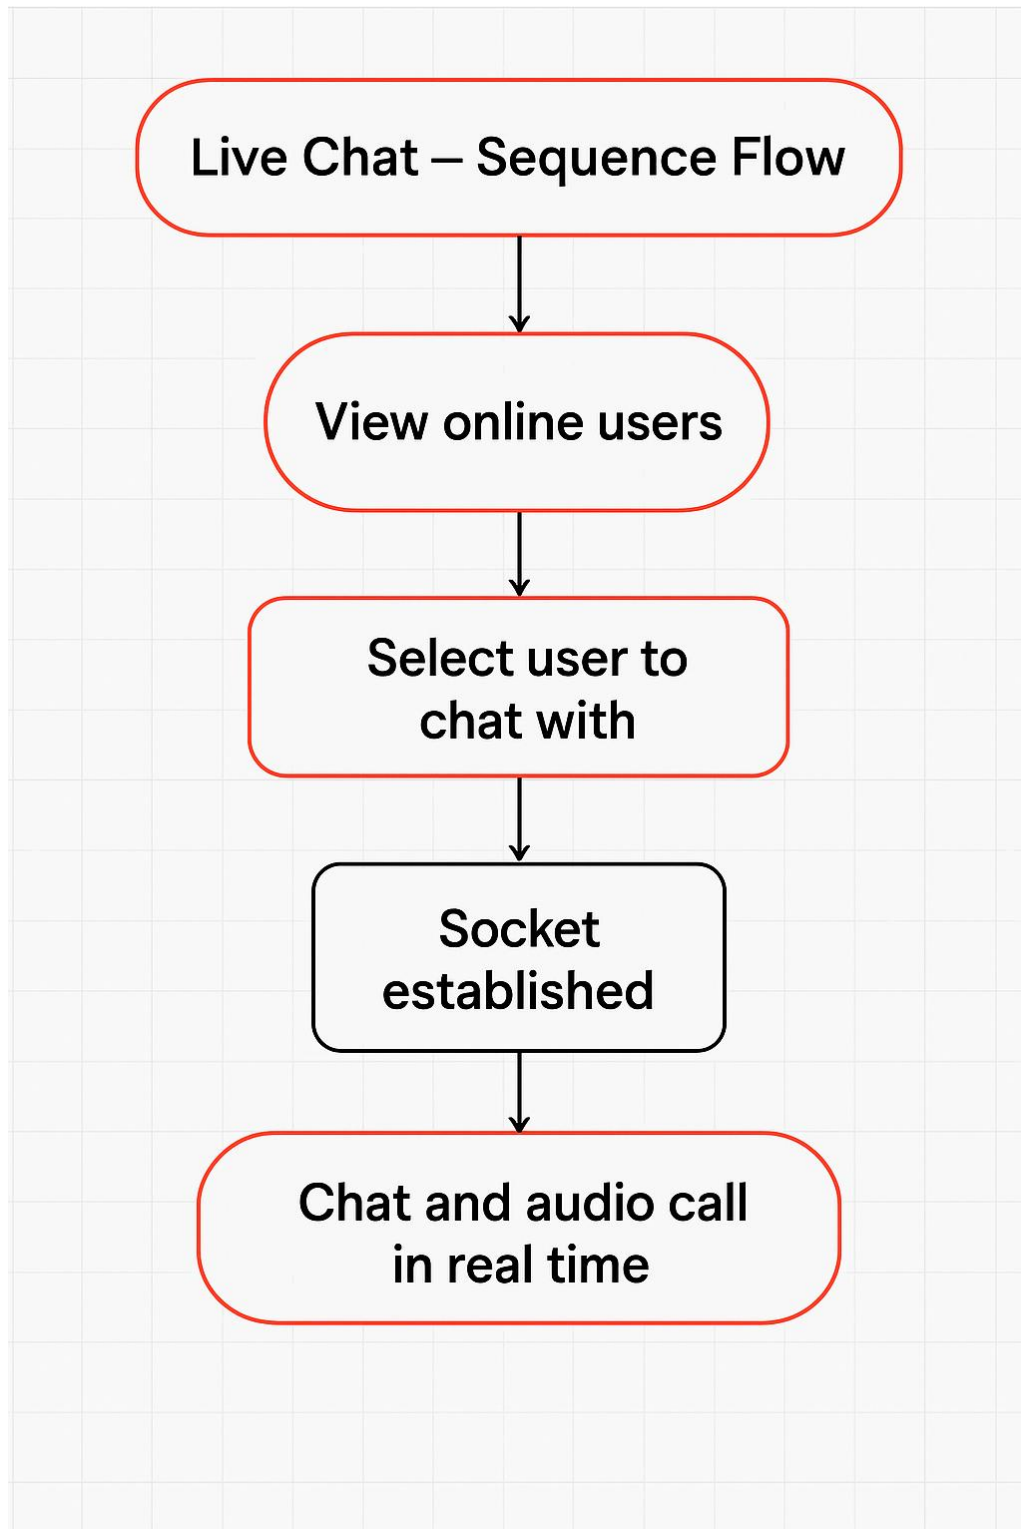 Live Chat – Sequence Flow
View online users
Select user to
chat with
Socket
established
Chat and audio call
in real time